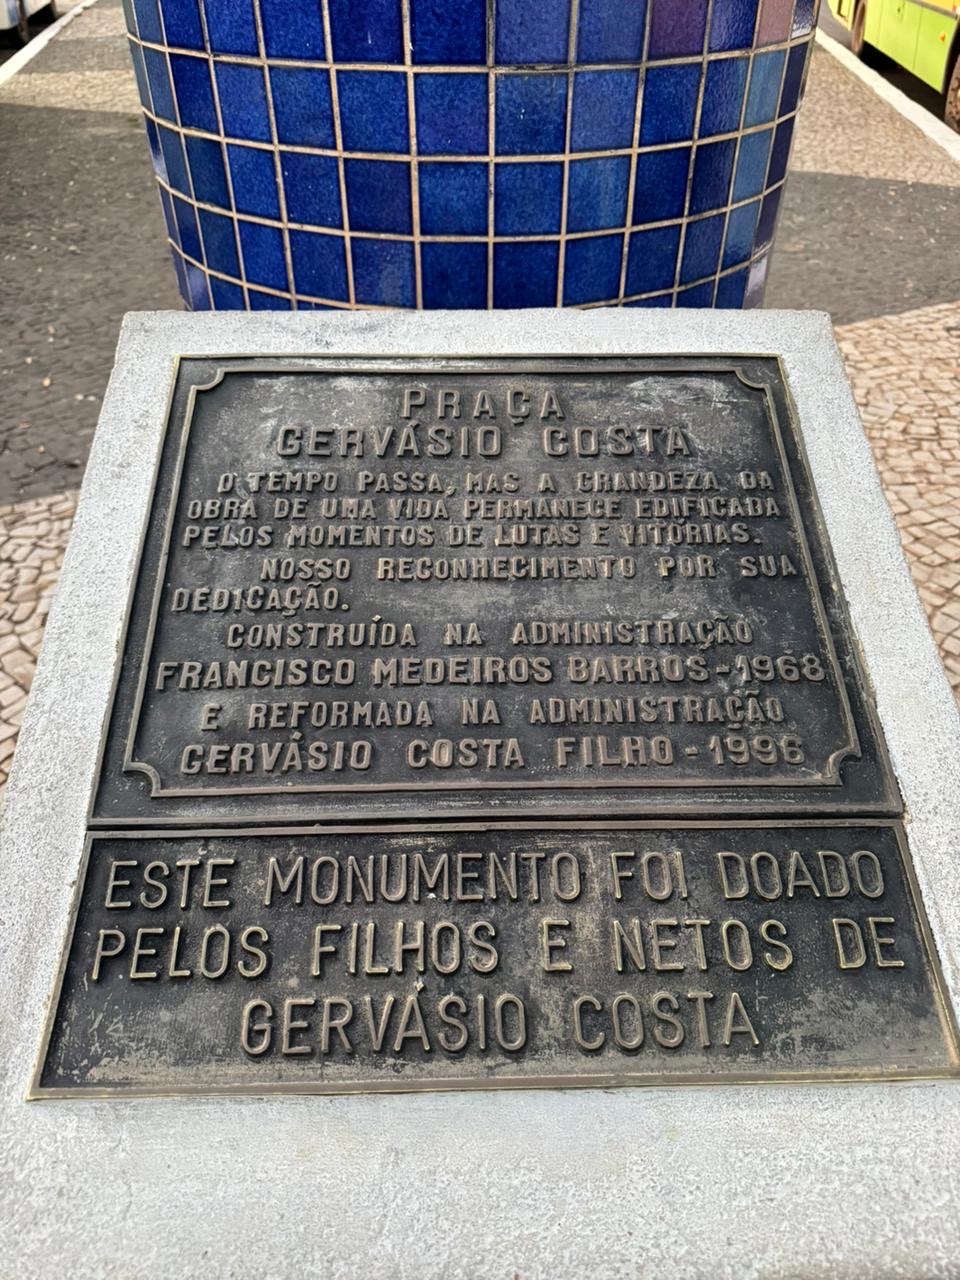 PRAÇA
GERVÁSIO COSTA
O TEMPO PASSA, MAS A GRANDEZA DA
OBRA DE UMA VIDA PERMANECE EDIFICADA
PELOS MOMENTOS DE LUTAS E VITÓRIAS.
NOSSO RECONHECIMENTO POR SUA
DEDICAÇÃO.
CONSTRUÍDA NA ADMINISTRAÇÃO
FRANCISCO MEDEIROS BARROS - 1968
E REFORMADA NA ADMINISTRAÇÃO
GERVÁSIO COSTA FILHO - 1996
ESTE MONUMENTO FOI DOADO
PELOS FILHOS E NETOS DE
GERVÁSIO COSTA